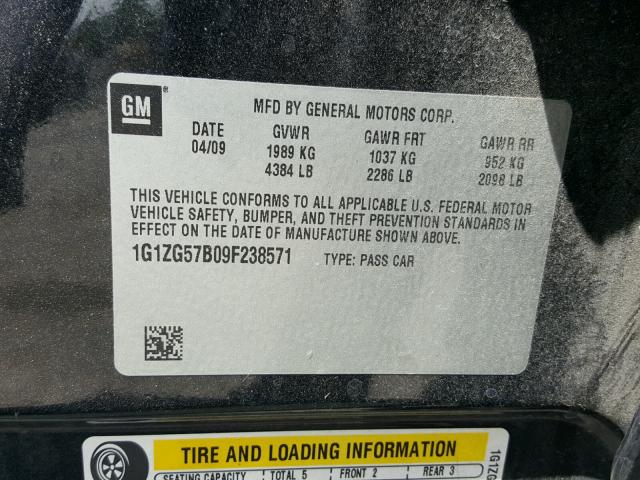 GM
MFD BY GENERAL MOTORS CORP.
DATE GVWR GAWR FRT GAWR RR
04/09 1989 KG 1037 KG 952 KG
4384 LB 2286 LB 2098 LB
THIS VEHICLE CONFORMS TO ALL APPLICABLE U.S. FEDERAL MOTOR
VEHICLE SAFETY, BUMPER, AND THEFT PREVENTION STANDARDS IN
EFFECT ON THE DATE OF MANUFACTURE SHOWN ABOVE.
1G1ZG57B09F238571 TYPE: PASS CAR
TIRE AND LOADING INFORMATION
SEATING CAPACITY TOTAL 5 FRONT 2 REAR 3
1G1ZG